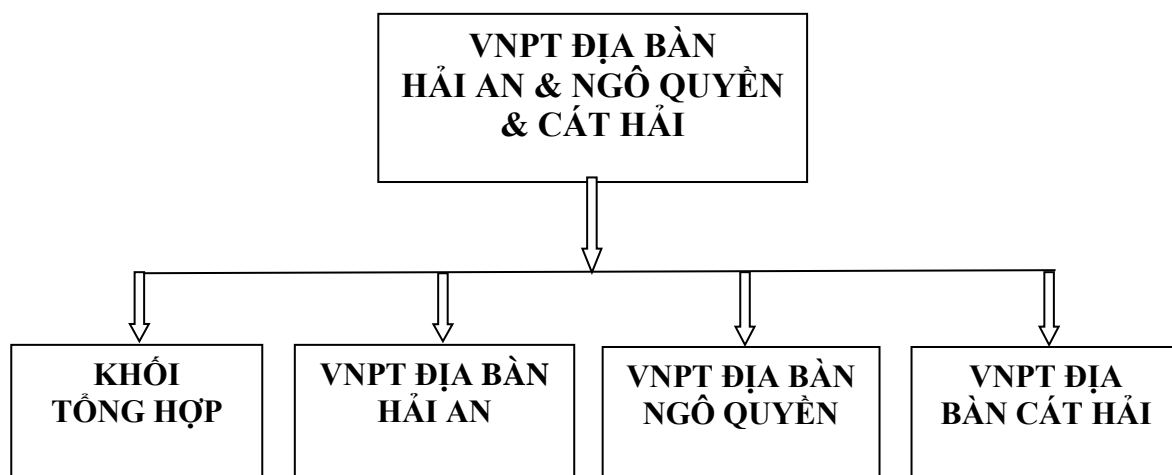 VNPT ĐỊA BÀN
HẢI AN & NGÔ QUYỀN
& CÁT HẢI
KHỐI
TỔNG HỢP
VNPT ĐỊA BÀN
HẢI AN
VNPT ĐỊA BÀN
NGÔ QUYỀN
VNPT ĐỊA
BÀN CÁT HẢI